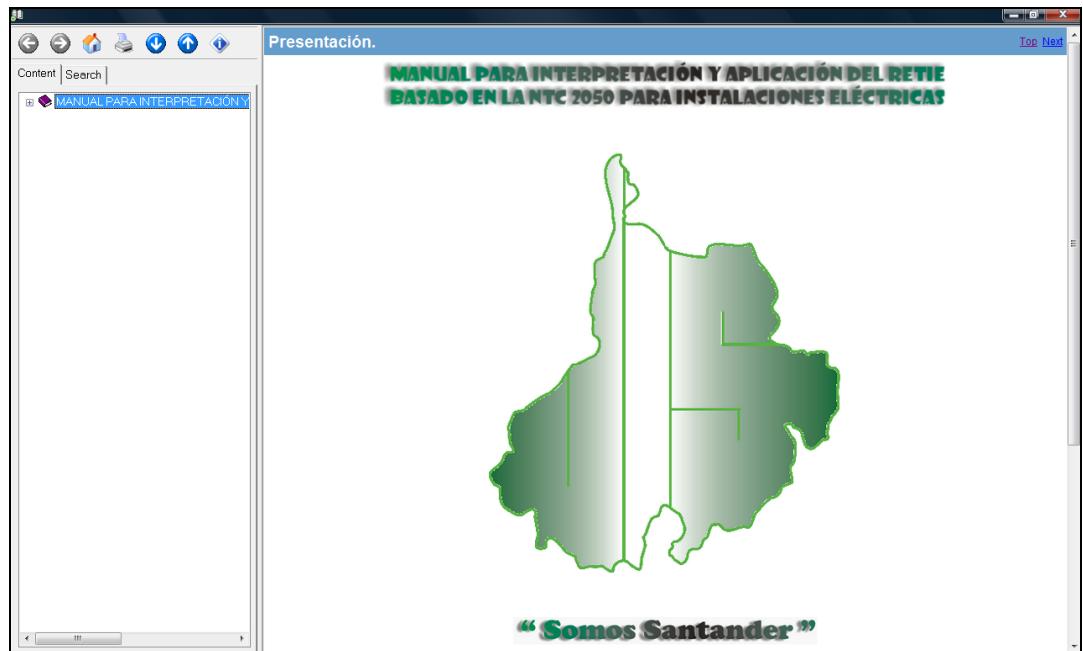 Presentación.
Top Next
Content Search
MANUAL PARA INTERPRETACIÓN Y
MANUAL PARA INTERPRETACIÓN Y APLICACIÓN DEL RETIE
BASADO EN LA NTC 2050 PARA INSTALACIONES ELÉCTRICAS
“ Somos Santander ”